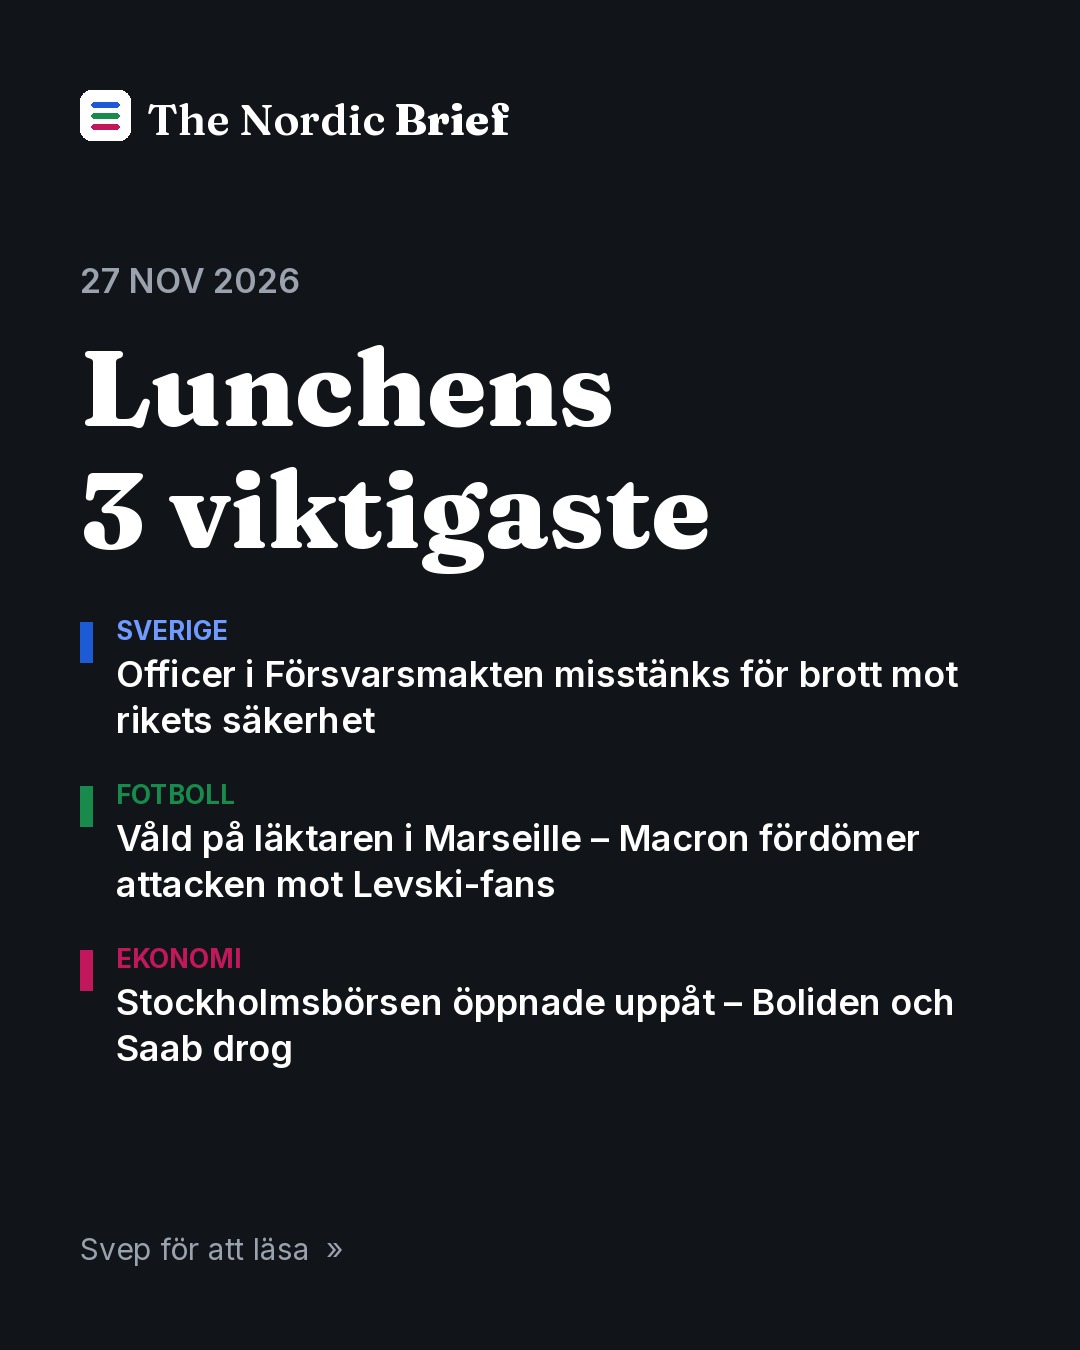 The Nordic Brief
27 NOV 2026
Lunchens
3 viktigaste
SVERIGE
Officer i Försvarsmakten misstänks för brott mot
rikets säkerhet
FOTBOLL
Våld på läktaren i Marseille – Macron fördömer
attacken mot Levski-fans
EKONOMI
Stockholmsbörsen öppnade uppåt – Boliden och
Saab drog
Svep för att läsa »